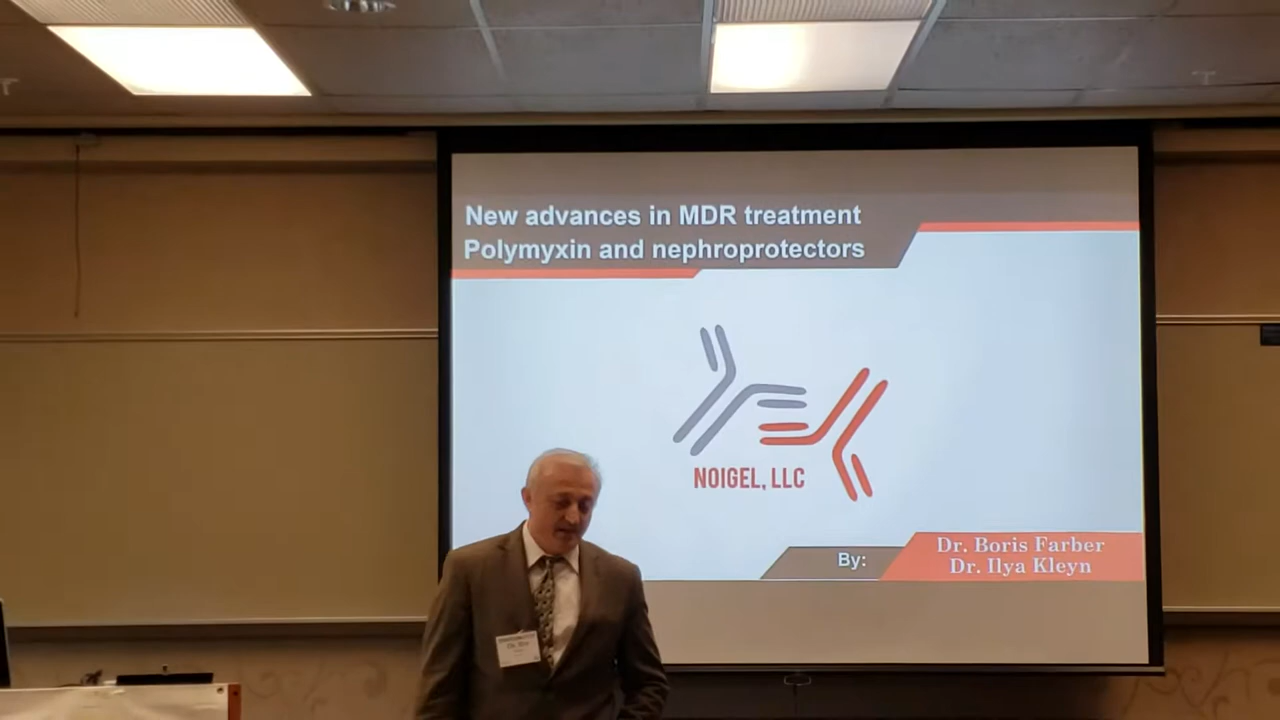 New advances in MDR treatment
Polymyxin and nephroprotectors
NOIGEL, LLC
By:
Dr. Boris Farber
Dr. Ilya Kleyn